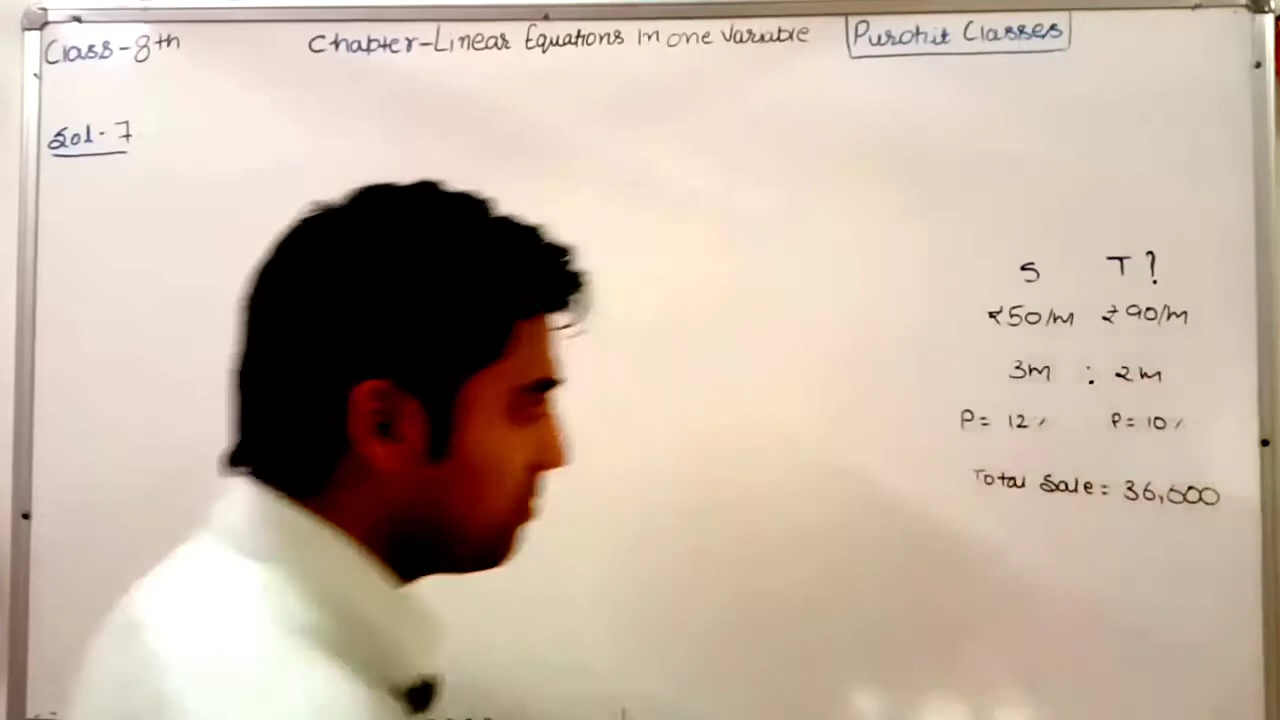 Class-8th Chapter-Linear Equations in one Variable Purohit Classes
Sol-7
S T?
₹50/m ₹90/m
3m : 2m
P= 12% P= 10%
Total Sale = 36,600